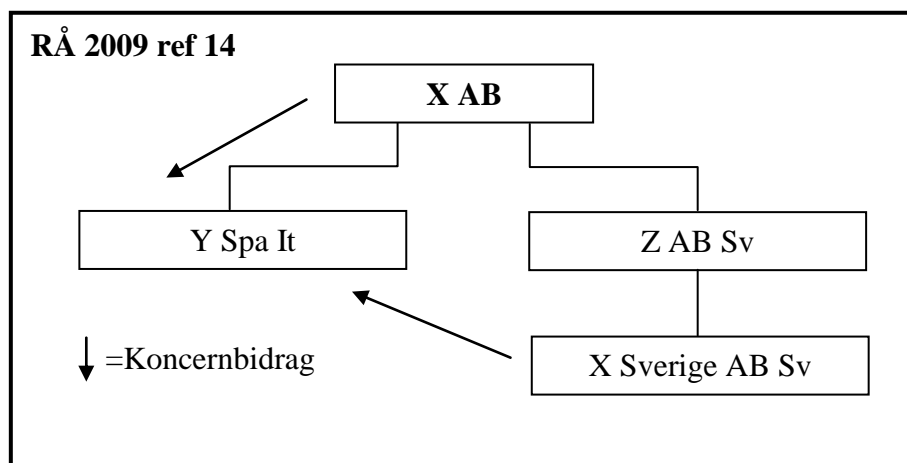 RÅ 2009 ref 14
X AB
Y Spa It
Z AB Sv
=Koncernbidrag
X Sverige AB Sv